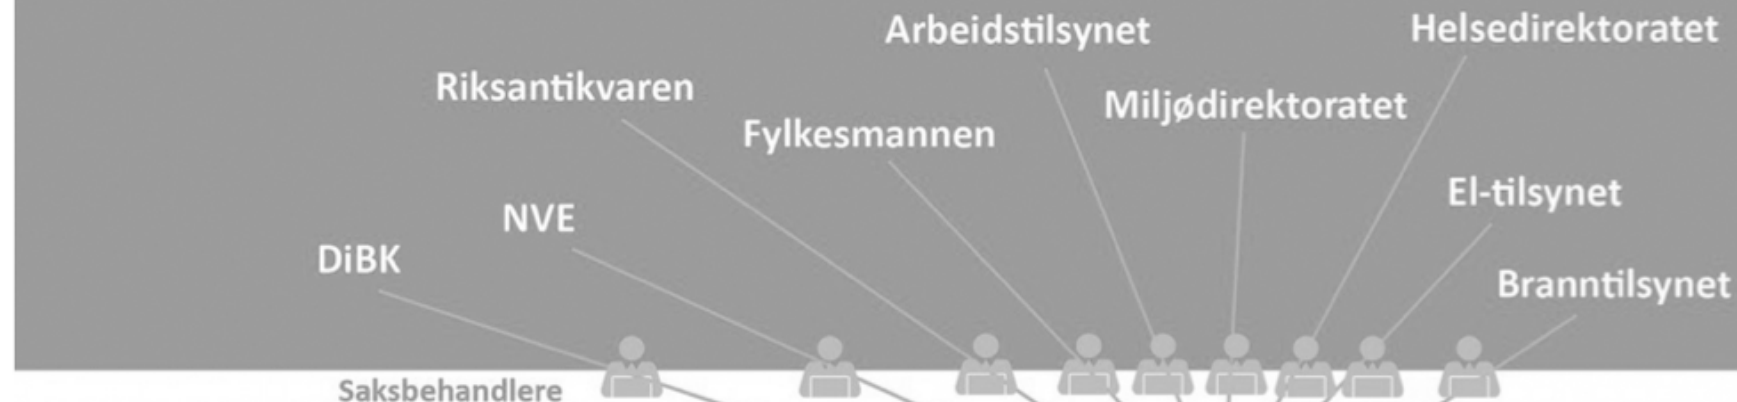 Arbeidstilsynet
Helsedirektoratet
Riksantikvaren
Miljødirektoratet
Fylkesmannen
El-tilsynet
NVE
DiBK
Branntilsynet
Saksbehandlere